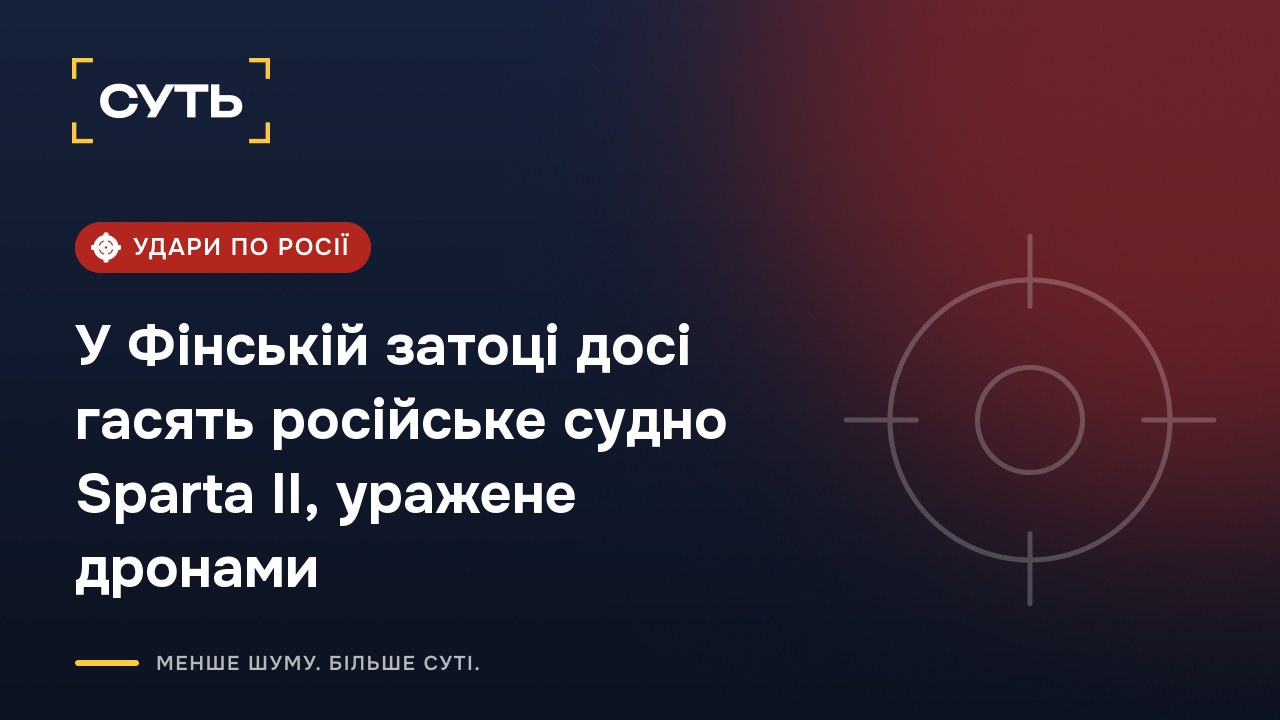 СУТЬ
УДАРИ ПО РОСІЇ
У Фінській затоці досі
гасять російське судно
Sparta II, уражене
дронами
МЕНШЕ ШУМУ. БІЛЬШЕ СУТІ.